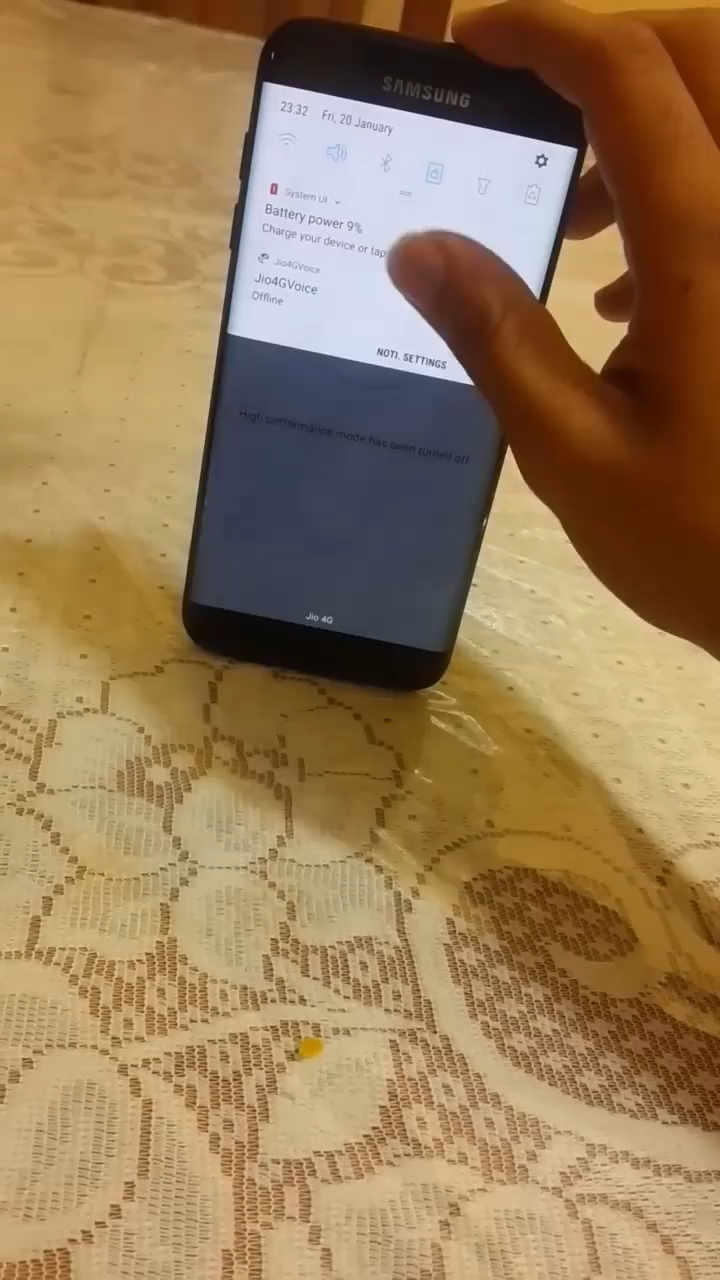 SAMSUNG
23:32 Fri, 20 January
System UI
Battery power 9%
Charge your device or tap
Jio4GVoice
Jio4GVoice
Offline
NOTI. SETTINGS
High performance mode has been turned off.
Jio 4G